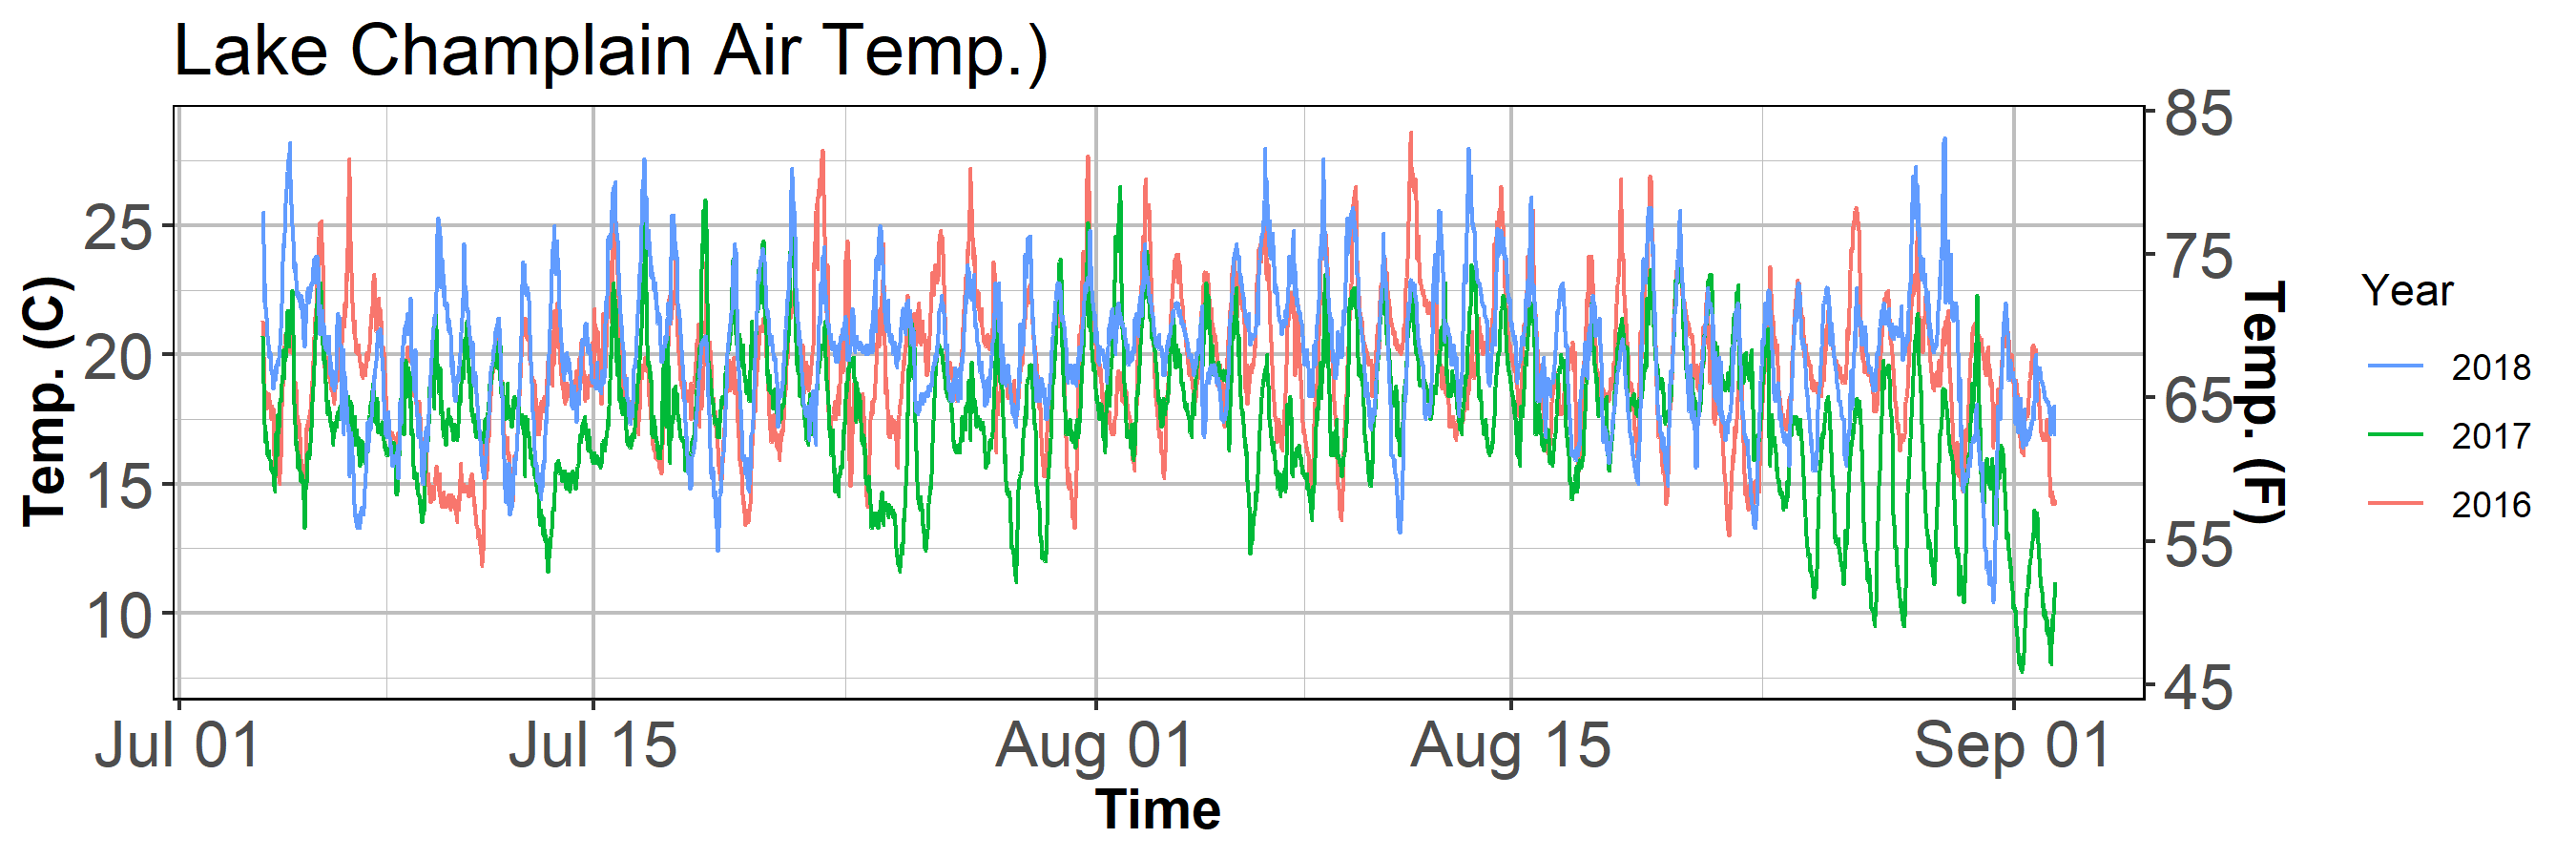 Lake Champlain Air Temp.)
Temp. (C)
25
20
15
10
85
75
65
55
45
Temp. (F)
Jul 01
Jul 15
Aug 01
Aug 15
Sep 01
Time
Year
2018
2017
2016